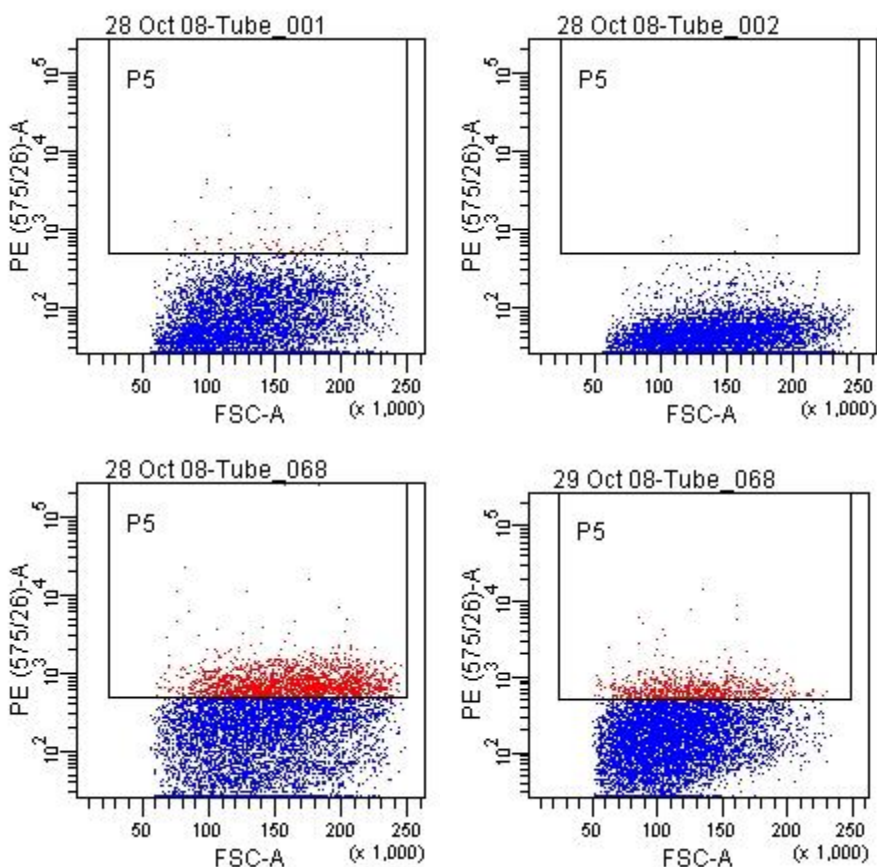 28 Oct 08-Tube_001
P5
PE (575/26)-A
10^5
10^4
10^3
10^2
50 100 150 200 250
(x 1,000)
FSC-A
28 Oct 08-Tube_002
P5
PE (575/26)-A
10^5
10^4
10^3
10^2
50 100 150 200 250
(x 1,000)
FSC-A
28 Oct 08-Tube_068
P5
PE (575/26)-A
10^5
10^4
10^3
10^2
50 100 150 200 250
(x 1,000)
FSC-A
29 Oct 08-Tube_068
P5
PE (575/26)-A
10^5
10^4
10^3
10^2
50 100 150 200 250
(x 1,000)
FSC-A